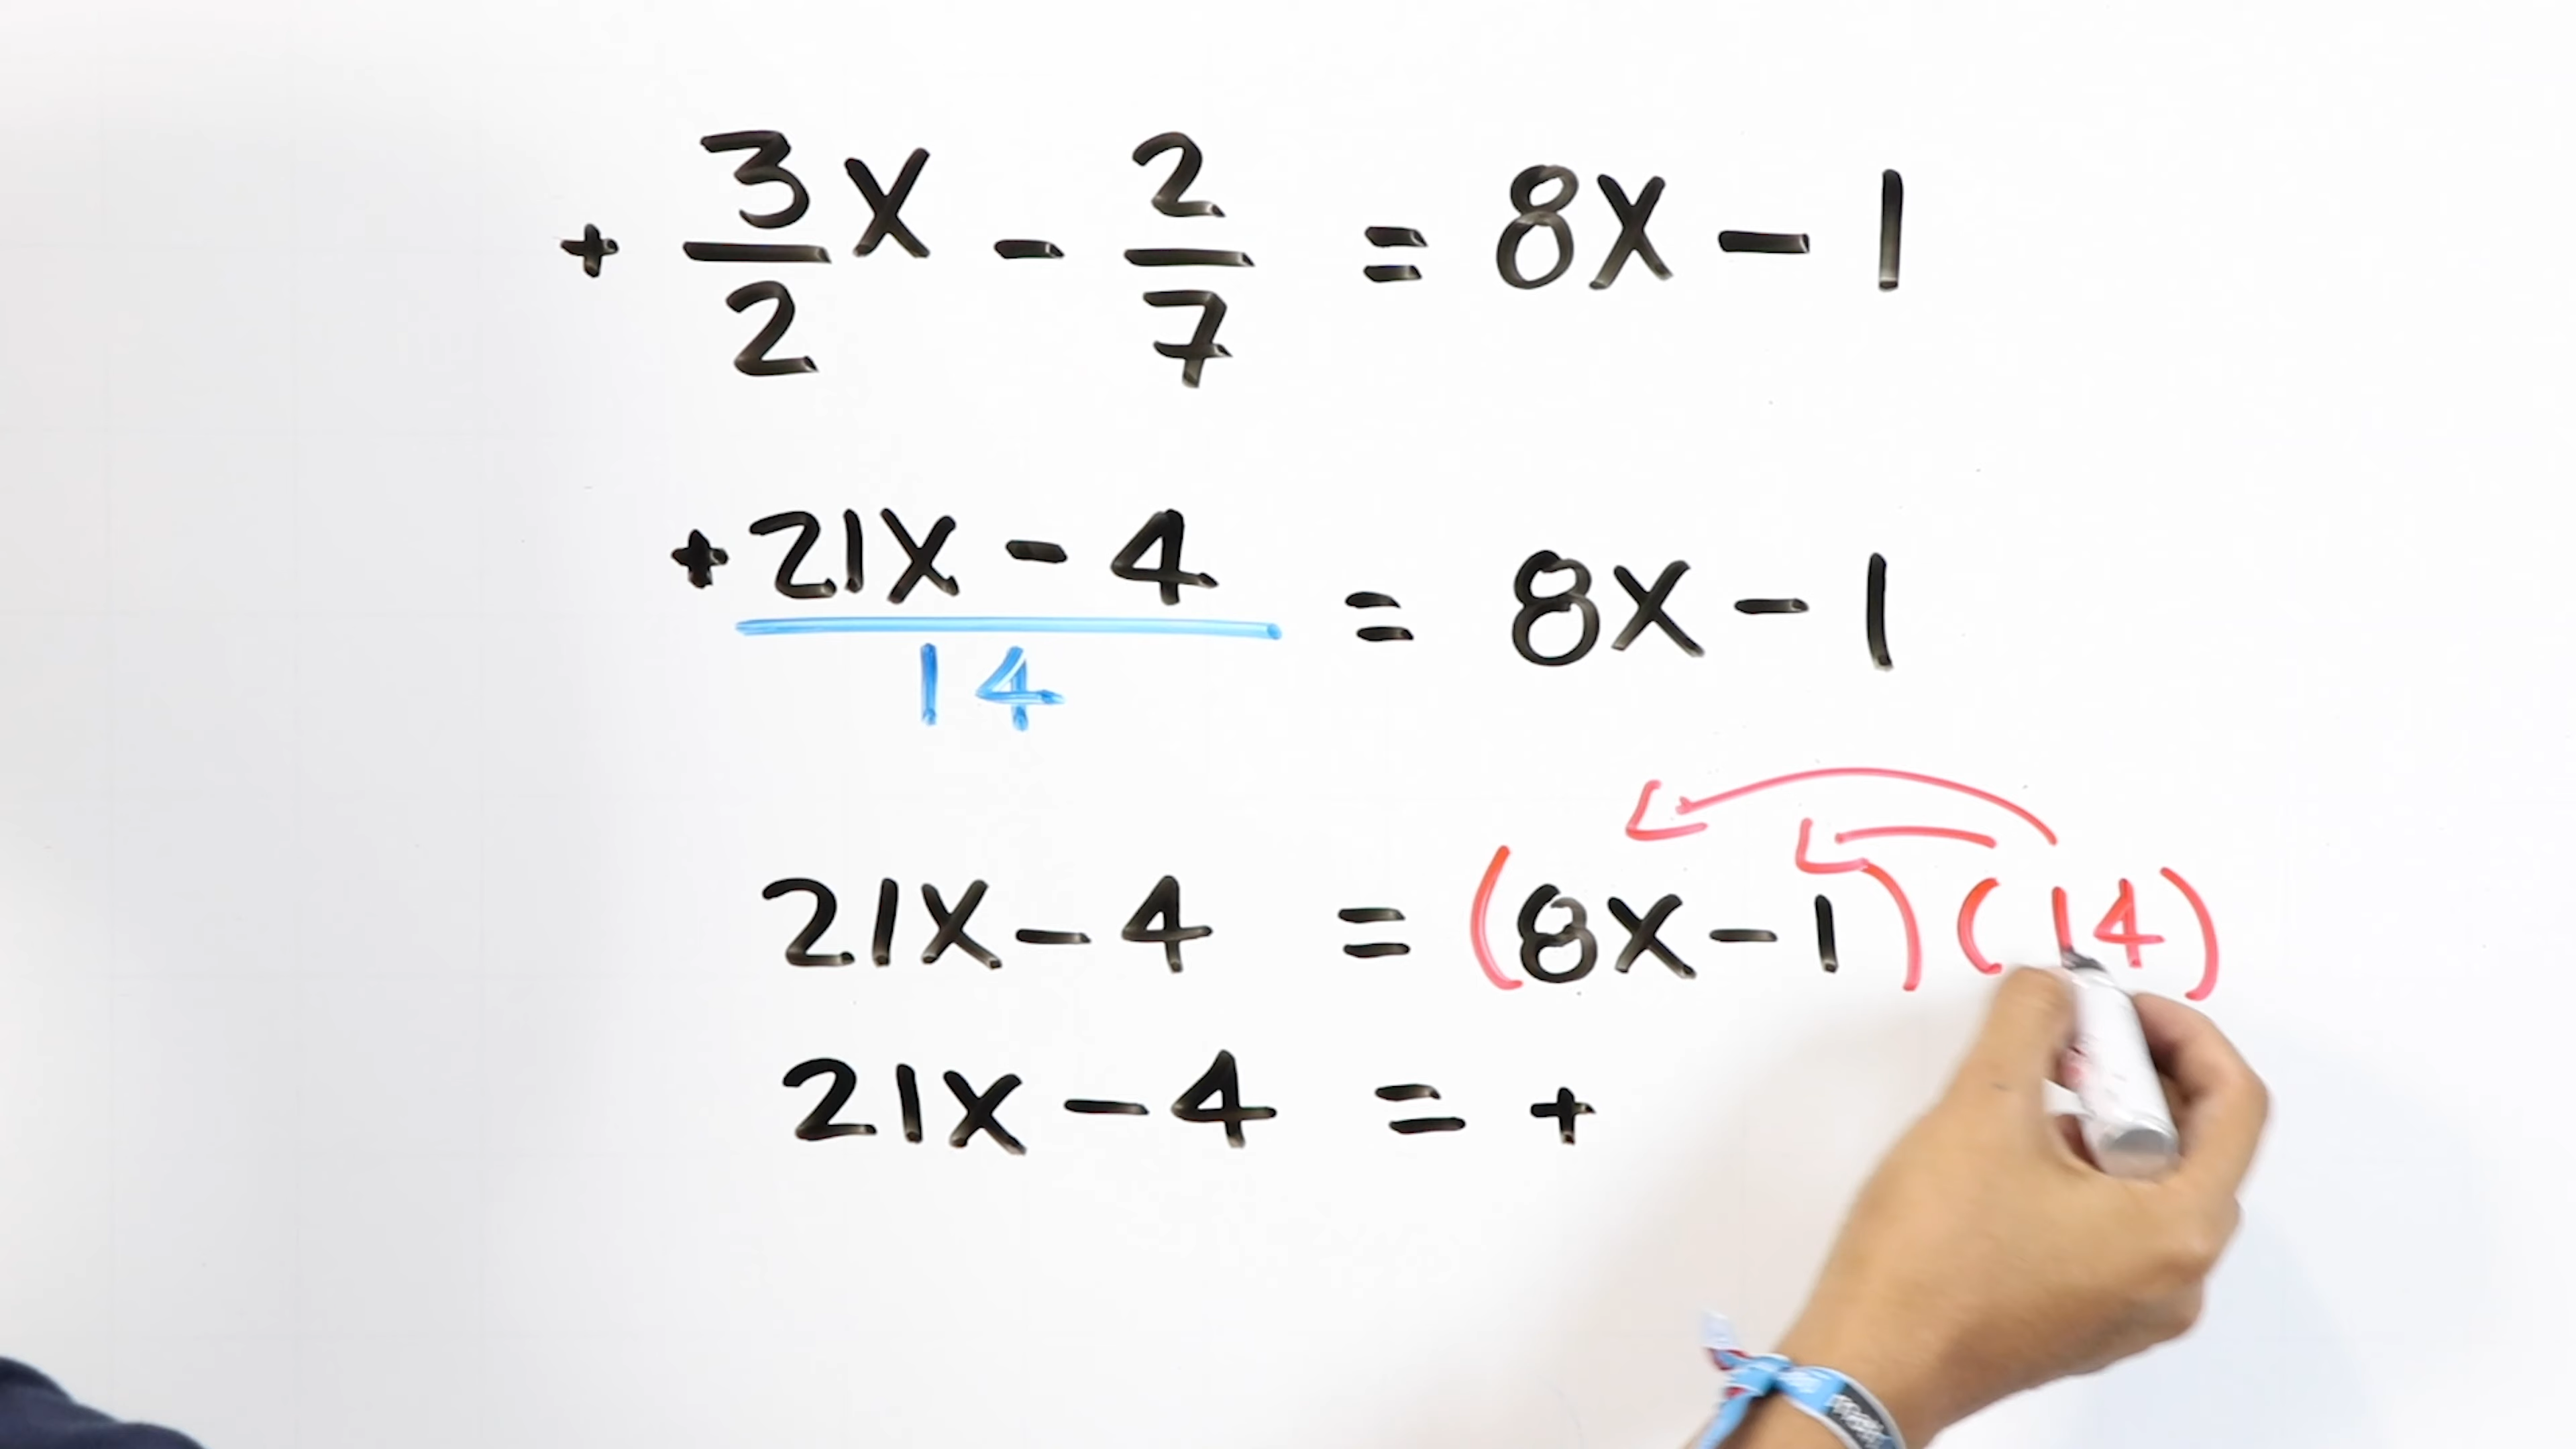 + 3/2 x - 2/7 = 8x - 1
+ 21x - 4 / 14 = 8x - 1
21x - 4 = (8x - 1) (14)
21x - 4 = +